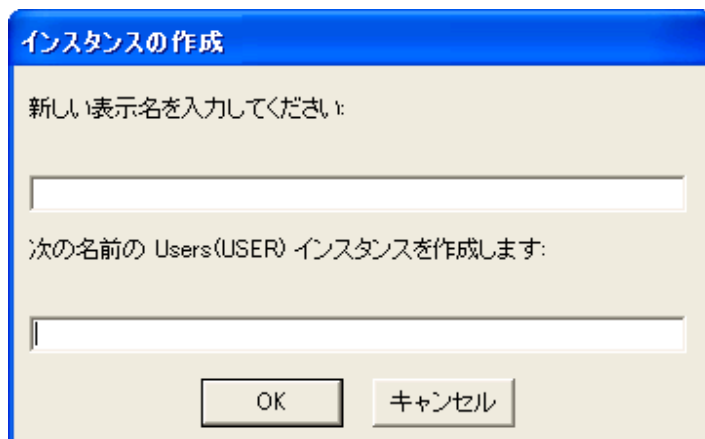 インスタンスの作成
新しい表示名を入力してください:
次の名前の Users(USER) インスタンスを作成します:
OK
キャンセル